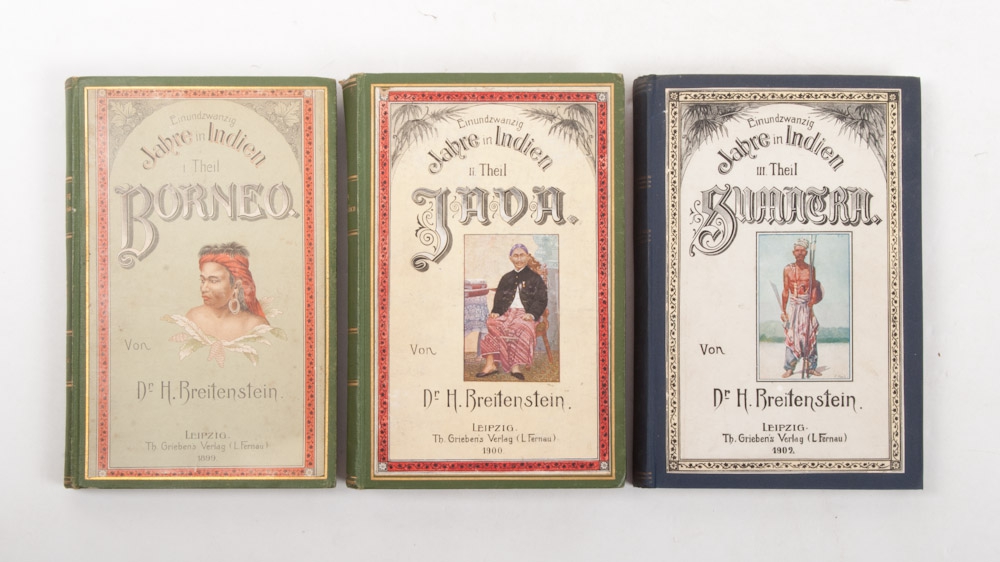 Einundzwanzig
Jahre in Indien
I. Theil
BORNEO.
Von
Dr H. Breitenstein.
LEIPZIG.
Th. Grieben's Verlag (L. Fernau)
1899
Einundzwanzig
Jahre in Indien
II. Theil
JAVA.
Von
Dr H. Breitenstein.
LEIPZIG.
Th. Grieben's Verlag (L. Fernau)
1900.
Einundzwanzig
Jahre in Indien
III. Theil
SUMATRA.
Von
Dr H. Breitenstein.
LEIPZIG.
Th. Grieben's Verlag (L. Fernau)
1902.